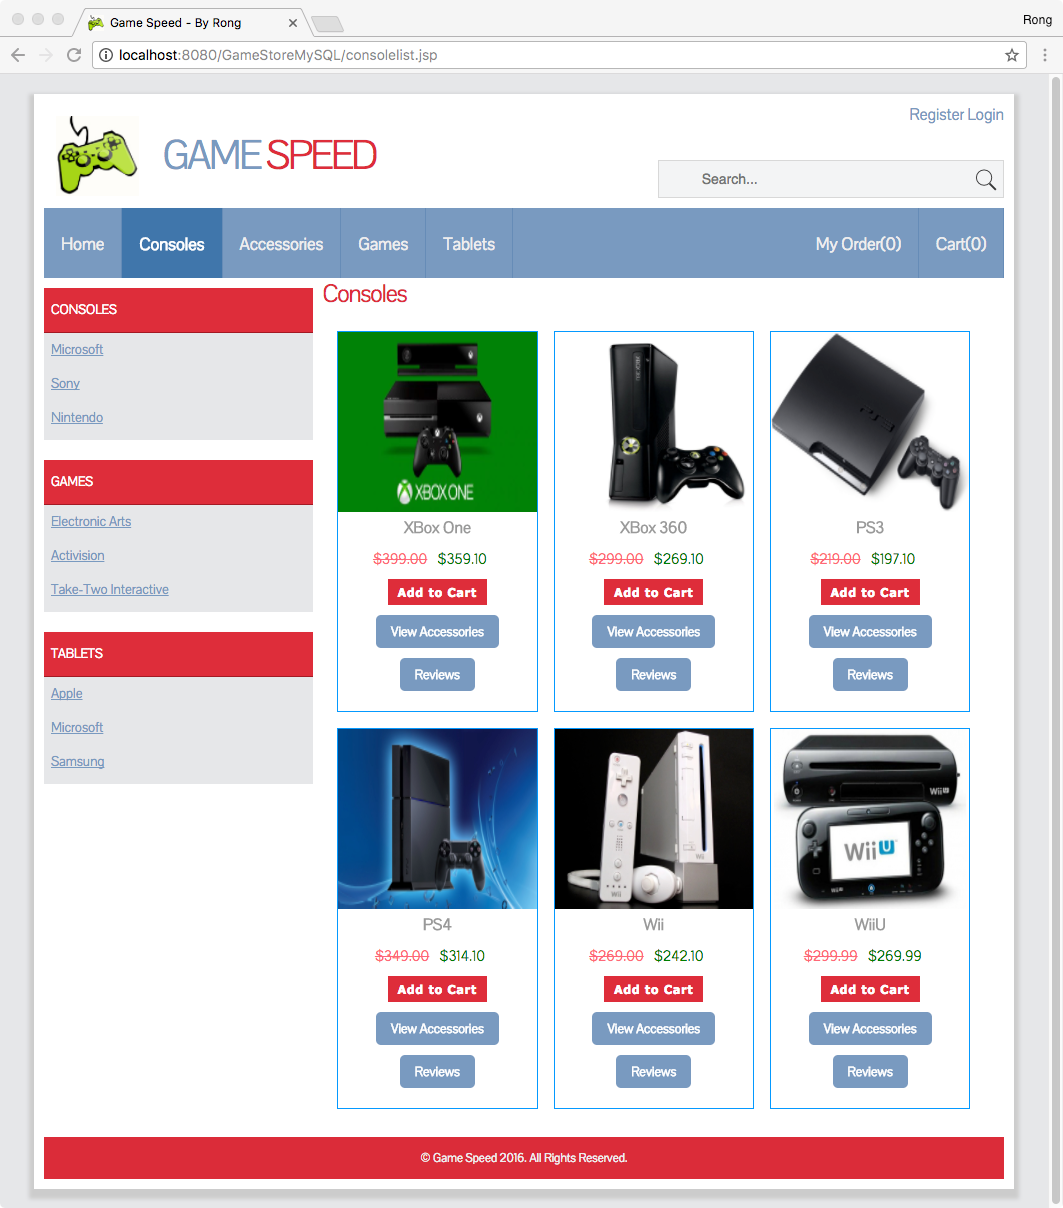 Game Speed - By Rong
Rong
localhost:8080/GameStoreMySQL/consolelist.jsp
Register Login
GAME SPEED
Search...
Home Consoles Accessories Games Tablets My Order(0) Cart(0)
CONSOLES
Microsoft
Sony
Nintendo
GAMES
Electronic Arts
Activision
Take-Two Interactive
TABLETS
Apple
Microsoft
Samsung
Consoles
XBOX ONE
XBox One XBox 360 PS3
$399.00 $359.10 $299.00 $269.10 $219.00 $197.10
Add to Cart Add to Cart Add to Cart
View Accessories View Accessories View Accessories
Reviews Reviews Reviews
Wii
Wii
Wii U
Wii U
PS4 Wii WiiU
$349.00 $314.10 $269.00 $242.10 $299.99 $269.99
Add to Cart Add to Cart Add to Cart
View Accessories View Accessories View Accessories
Reviews Reviews Reviews
© Game Speed 2016. All Rights Reserved.